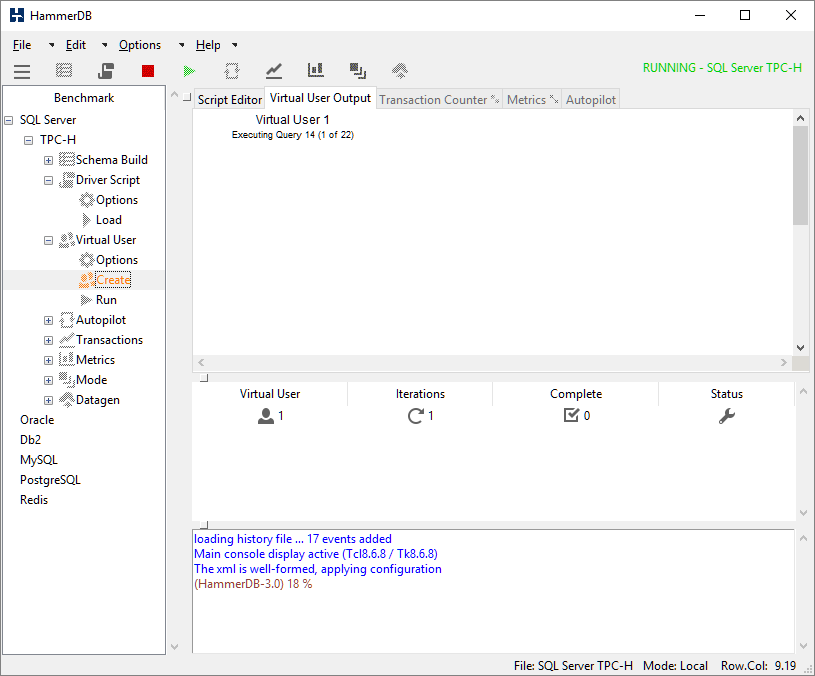 HammerDB
File Edit Options Help
RUNNING - SQL Server TPC-H
Benchmark
SQL Server
TPC-H
Schema Build
Driver Script
Options
Load
Virtual User
Options
Create
Run
Autopilot
Transactions
Metrics
Mode
Datagen
Oracle
Db2
MySQL
PostgreSQL
Redis
Script Editor Virtual User Output Transaction Counter Metrics Autopilot
Virtual User 1
Executing Query 14 (1 of 22)
Virtual User Iterations Complete Status
1 1 0
loading history file ... 17 events added
Main console display active (Tcl8.6.8 / Tk8.6.8)
The xml is well-formed, applying configuration
(HammerDB-3.0) 18 %
File: SQL Server TPC-H Mode: Local Row.Col: 9.19